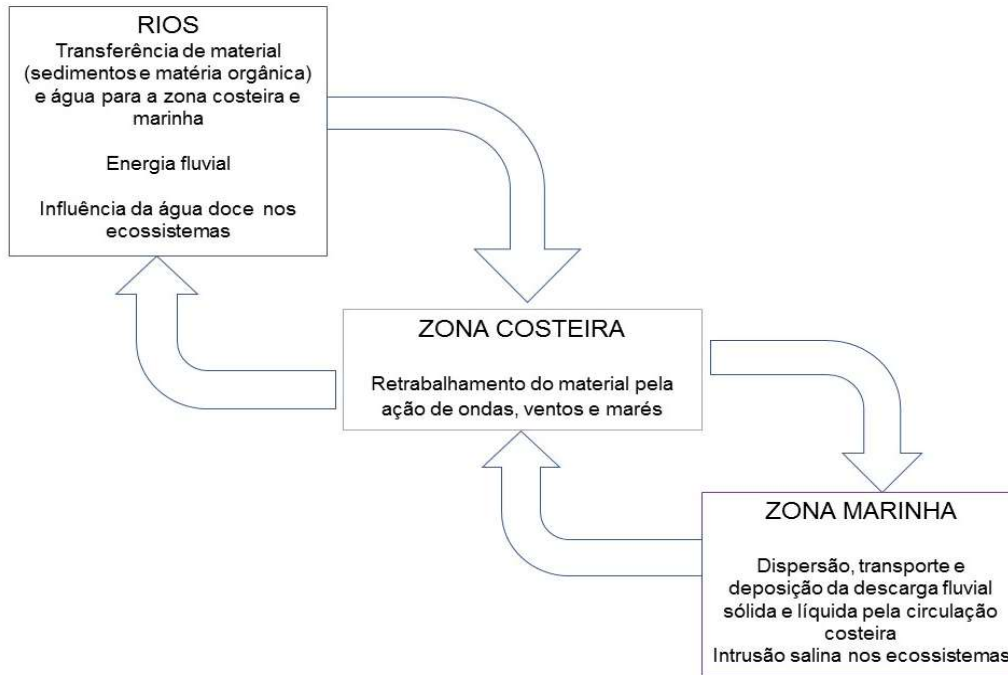 RIOS
Transferência de material
(sedimentos e matéria orgânica)
e água para a zona costeira e
marinha
Energia fluvial
Influência da água doce nos
ecossistemas
ZONA COSTEIRA
Retrabalhamento do material pela
ação de ondas, ventos e marés
ZONA MARINHA
Dispersão, transporte e
deposição da descarga fluvial
sólida e líquida pela circulação
costeira
Intrusão salina nos ecossistemas